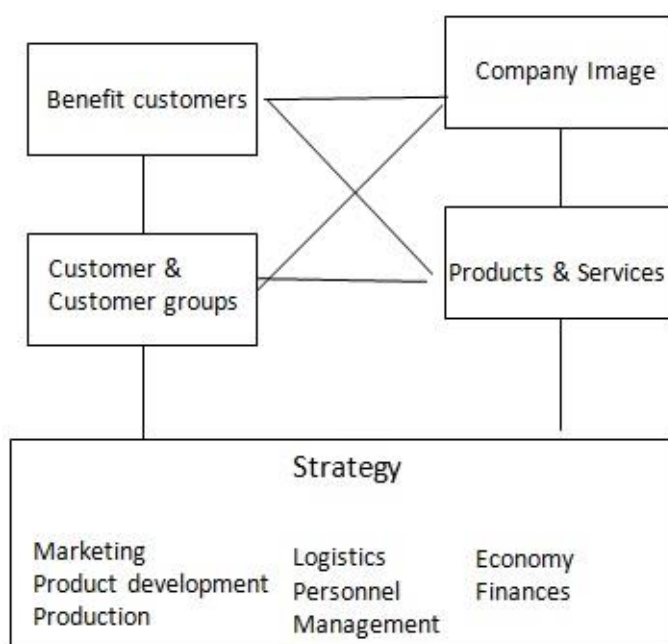 Benefit customers
Company Image
Customer &
Customer groups
Products & Services
Strategy
Marketing
Product development
Production
Logistics
Personnel
Management
Economy
Finances